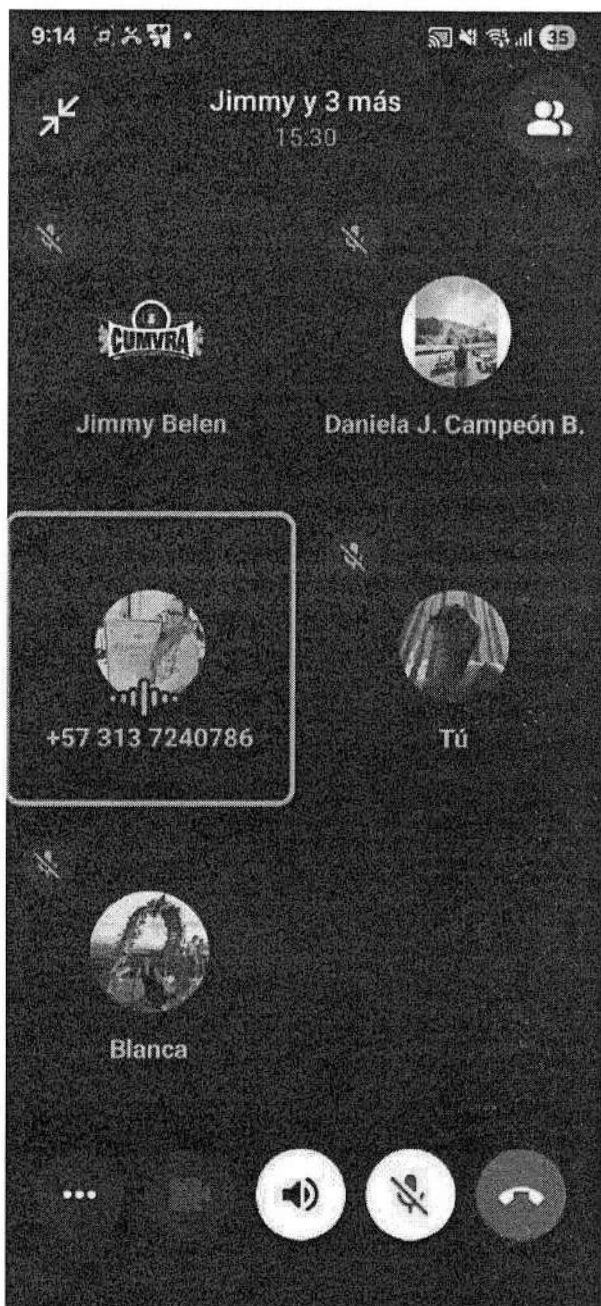 9:14
35
Jimmy y 3 más
15:30
CUMVRA
Jimmy Belen
Daniela J. Campeón B.
+57 313 7240786
Tú
Blanca